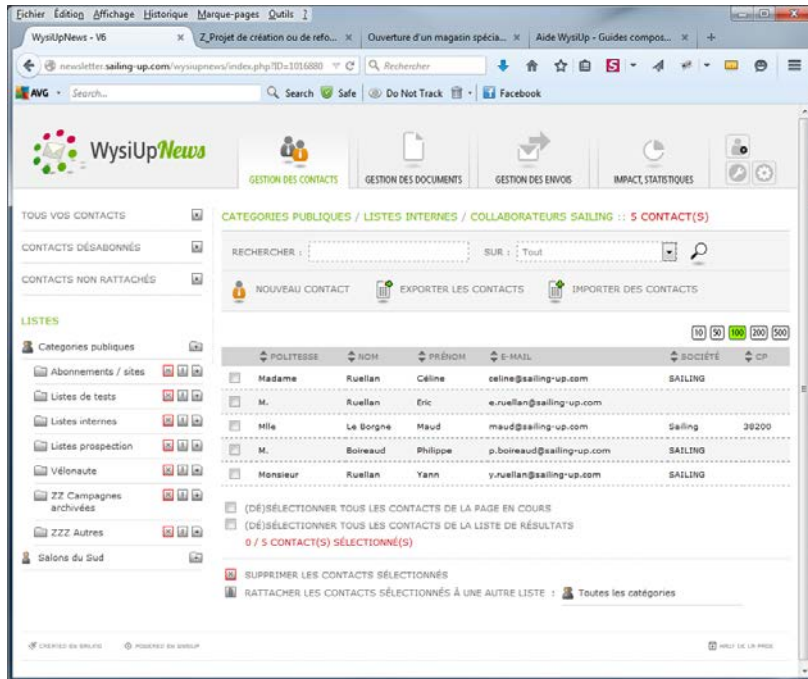 Fichier Édition Affichage Historique Marque-pages Outils ?
WysiUpNews - V6 × Z_Projet de création ou de refo... × Ouverture d'un magasin spécia... × Aide WysiUp - Guides compos... × +
newsletter.sailing-up.com/wysiupnews/index.php?ID=1016880 Rechercher
AVG Search... Search Safe Do Not Track Facebook
WysiUpNews
GESTION DES CONTACTS GESTION DES DOCUMENTS GESTION DES ENVOIS IMPACT, STATISTIQUES
TOUS VOS CONTACTS
CONTACTS DÉSABONNÉS
CONTACTS NON RATTACHÉS
LISTES
Categories publiques
Abonnements / sites
Listes de tests
Listes internes
Listes prospection
Vélonaute
ZZ Campagnes archivées
ZZZ Autres
Salons du Sud
CATEGORIES PUBLIQUES / LISTES INTERNES / COLLABORATEURS SAILING :: 5 CONTACT(S)
RECHERCHER : SUR : Tout
NOUVEAU CONTACT EXPORTER LES CONTACTS IMPORTER DES CONTACTS
10 50 100 200 500
POLITESSE NOM PRÉNOM E-MAIL SOCIÉTÉ CP
Madame Ruellan Céline celine@sailing-up.com SAILING
M. Ruellan Eric e.ruellan@sailing-up.com
Mlle Le Borgne Maud maud@sailing-up.com Sailing 38200
M. Boireaud Philippe p.boireaud@sailing-up.com SAILING
Monsieur Ruellan Yann y.ruellan@sailing-up.com SAILING
(DÉ)SÉLECTIONNER TOUS LES CONTACTS DE LA PAGE EN COURS
(DÉ)SÉLECTIONNER TOUS LES CONTACTS DE LA LISTE DE RÉSULTATS
0 / 5 CONTACT(S) SÉLECTIONNÉ(S)
SUPPRIMER LES CONTACTS SÉLECTIONNÉS
RATTACHER LES CONTACTS SÉLECTIONNÉS À UNE AUTRE LISTE : Toutes les catégories
HAUT DE LA PAGE